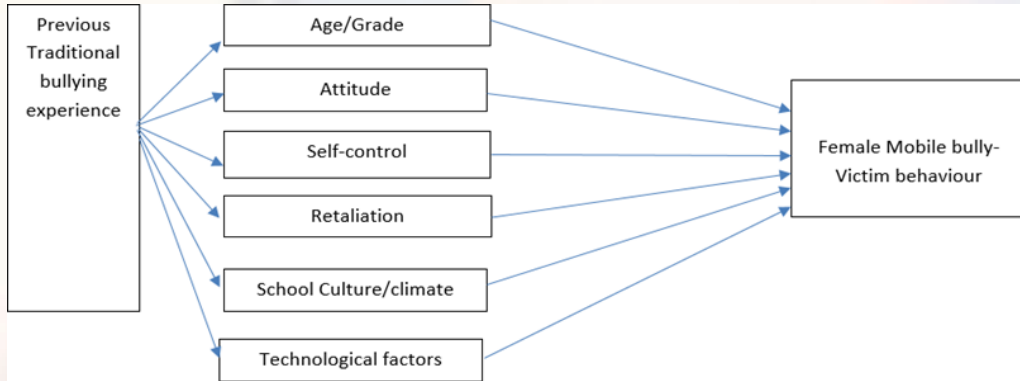 Previous
Traditional
bullying
experience
Age/Grade
Attitude
Self-control
Retaliation
School Culture/climate
Technological factors
Female Mobile bully-
Victim behaviour